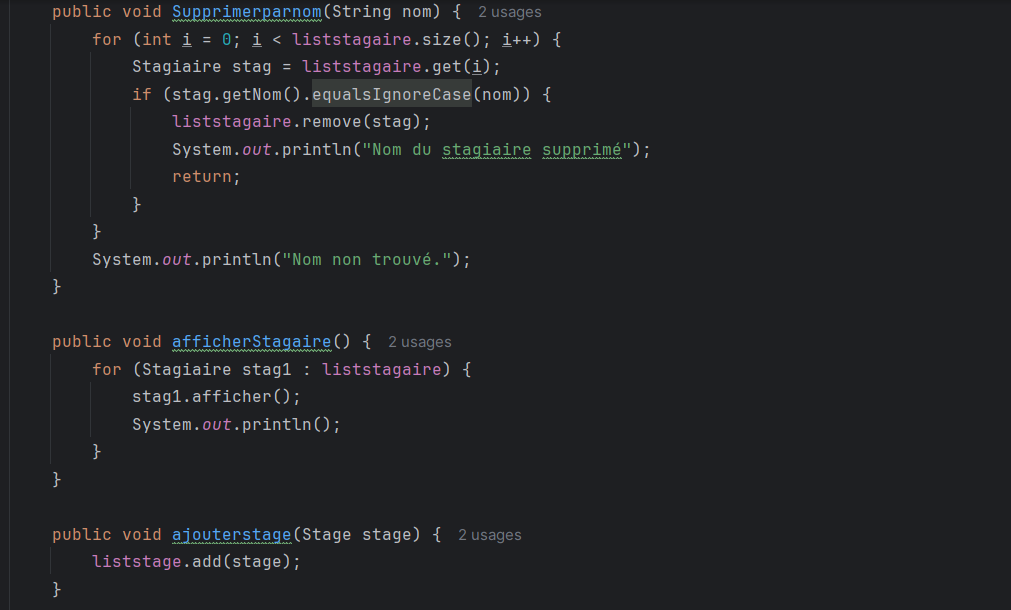 public void Supprimerparnom(String nom) { 2 usages
for (int i = 0; i < liststagaire.size(); i++) {
Stagiaire stag = liststagaire.get(i);
if (stag.getNom().equalsIgnoreCase(nom)) {
liststagaire.remove(stag);
System.out.println("Nom du stagiaire supprimé");
return;
}
}
System.out.println("Nom non trouvé.");
}
public void afficherStagaire() { 2 usages
for (Stagiaire stag1 : liststagaire) {
stag1.afficher();
System.out.println();
}
}
public void ajouterstage(Stage stage) { 2 usages
liststage.add(stage);
}